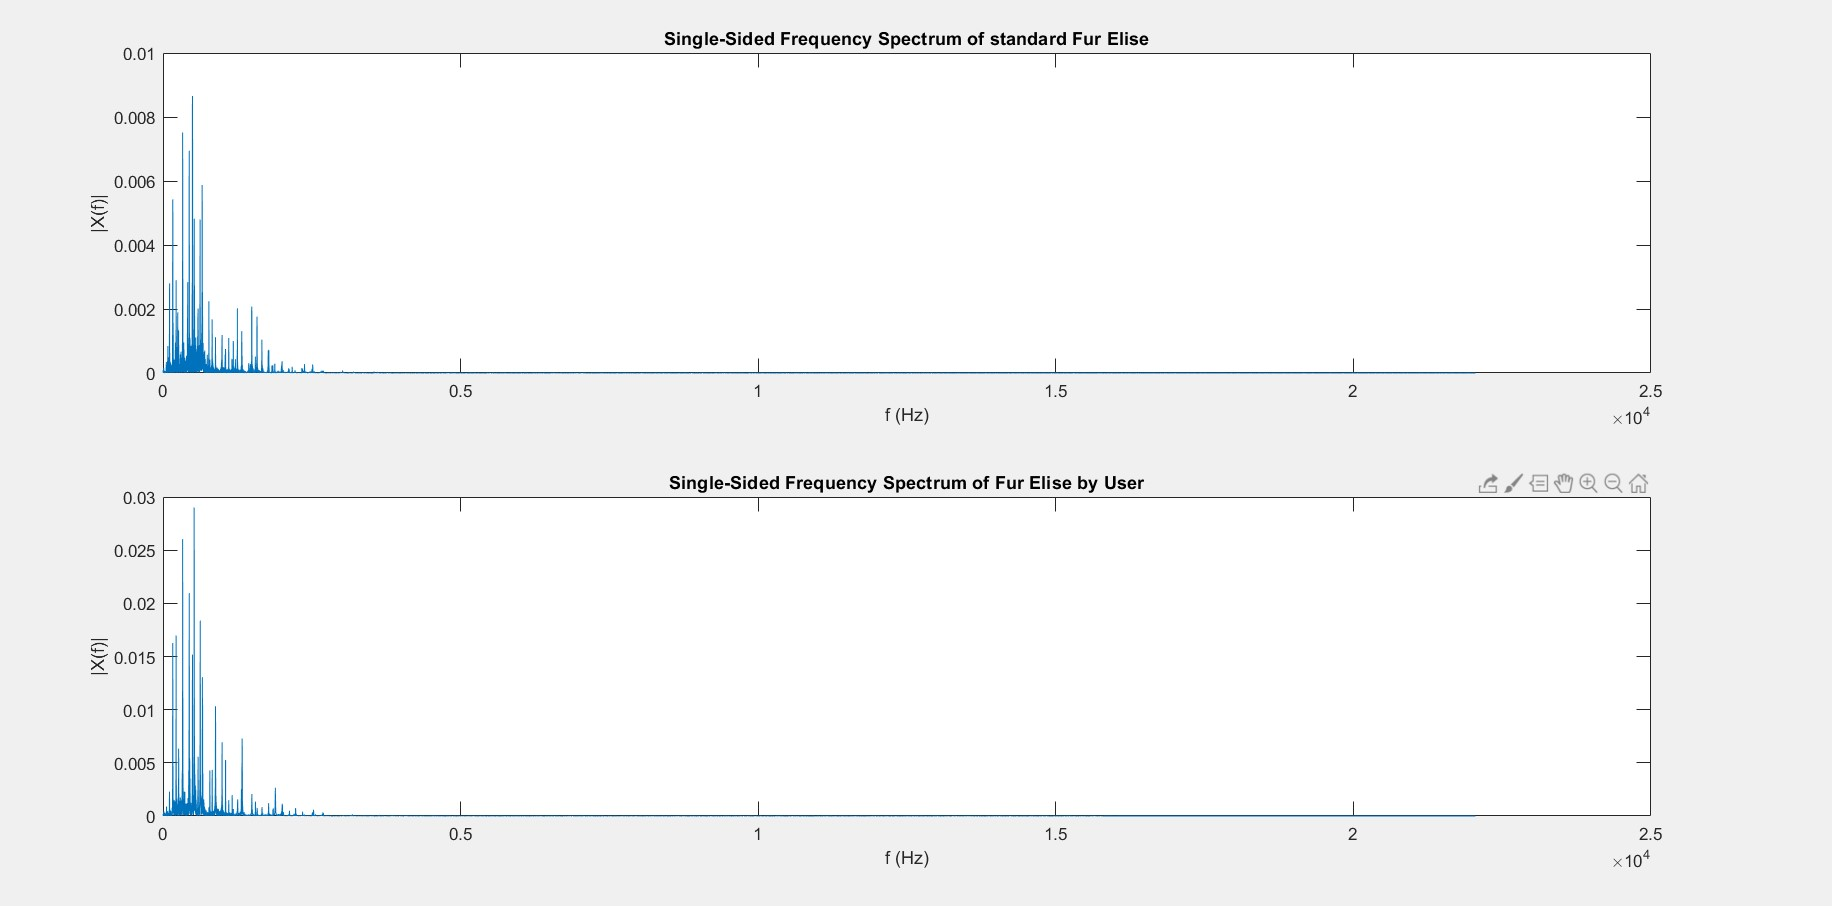 Single-Sided Frequency Spectrum of standard Fur Elise
0.01
0.008
0.006
0.004
0.002
0
|X(f)|
0 0.5 1 1.5 2 2.5
f (Hz)
×10^4
Single-Sided Frequency Spectrum of Fur Elise by User
0.03
0.025
0.02
0.015
0.01
0.005
0
|X(f)|
0 0.5 1 1.5 2 2.5
f (Hz)
×10^4